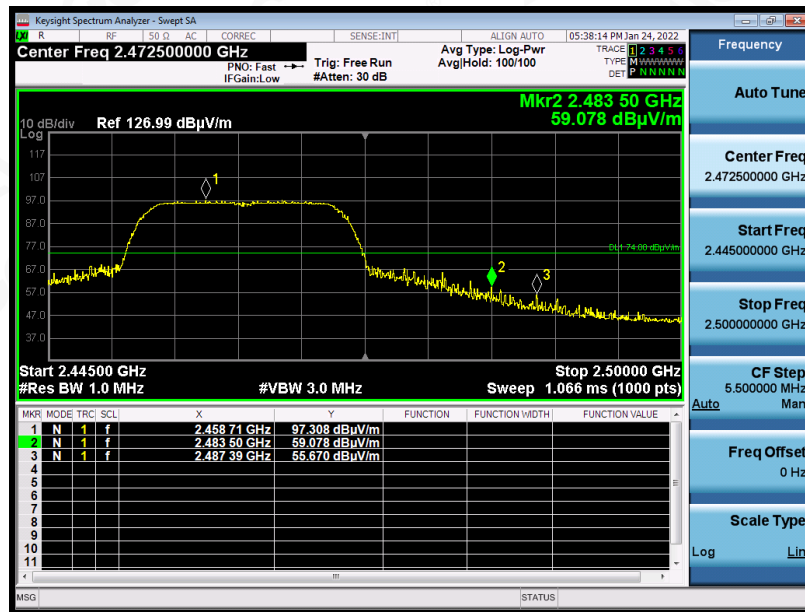 Keysight Spectrum Analyzer - Swept SA
LXI R RF 50 Ω AC CORREC SENSE:INT ALIGN AUTO 05:38:14 PM Jan 24, 2022
Center Freq 2.472500000 GHz
PNO: Fast
IFGain:Low
Trig: Free Run
#Atten: 30 dB
Avg Type: Log-Pwr
Avg|Hold: 100/100
TRACE 1 2 3 4 5 6
TYPE M WWWWW
DET P N N N N N
Mkr2 2.483 50 GHz
59.078 dBµV/m
10 dB/div Ref 126.99 dBµV/m
Log
117
107
97.0
87.0
77.0
67.0
57.0
47.0
37.0
1
DL1 74.00 dBµV/m
2
3
Start 2.44500 GHz Stop 2.50000 GHz
#Res BW 1.0 MHz #VBW 3.0 MHz Sweep 1.066 ms (1000 pts)
MKR MODE TRC SCL X Y FUNCTION FUNCTION WIDTH FUNCTION VALUE
1 N 1 f 2.458 71 GHz 97.308 dBµV/m
2 N 1 f 2.483 50 GHz 59.078 dBµV/m
3 N 1 f 2.487 39 GHz 55.670 dBµV/m
4
5
6
7
8
9
10
11
MSG STATUS
Frequency
Auto Tune
Center Freq
2.472500000 GHz
Start Freq
2.445000000 GHz
Stop Freq
2.500000000 GHz
CF Step
5.500000 MHz
Auto Man
Freq Offset
0 Hz
Scale Type
Log Lin